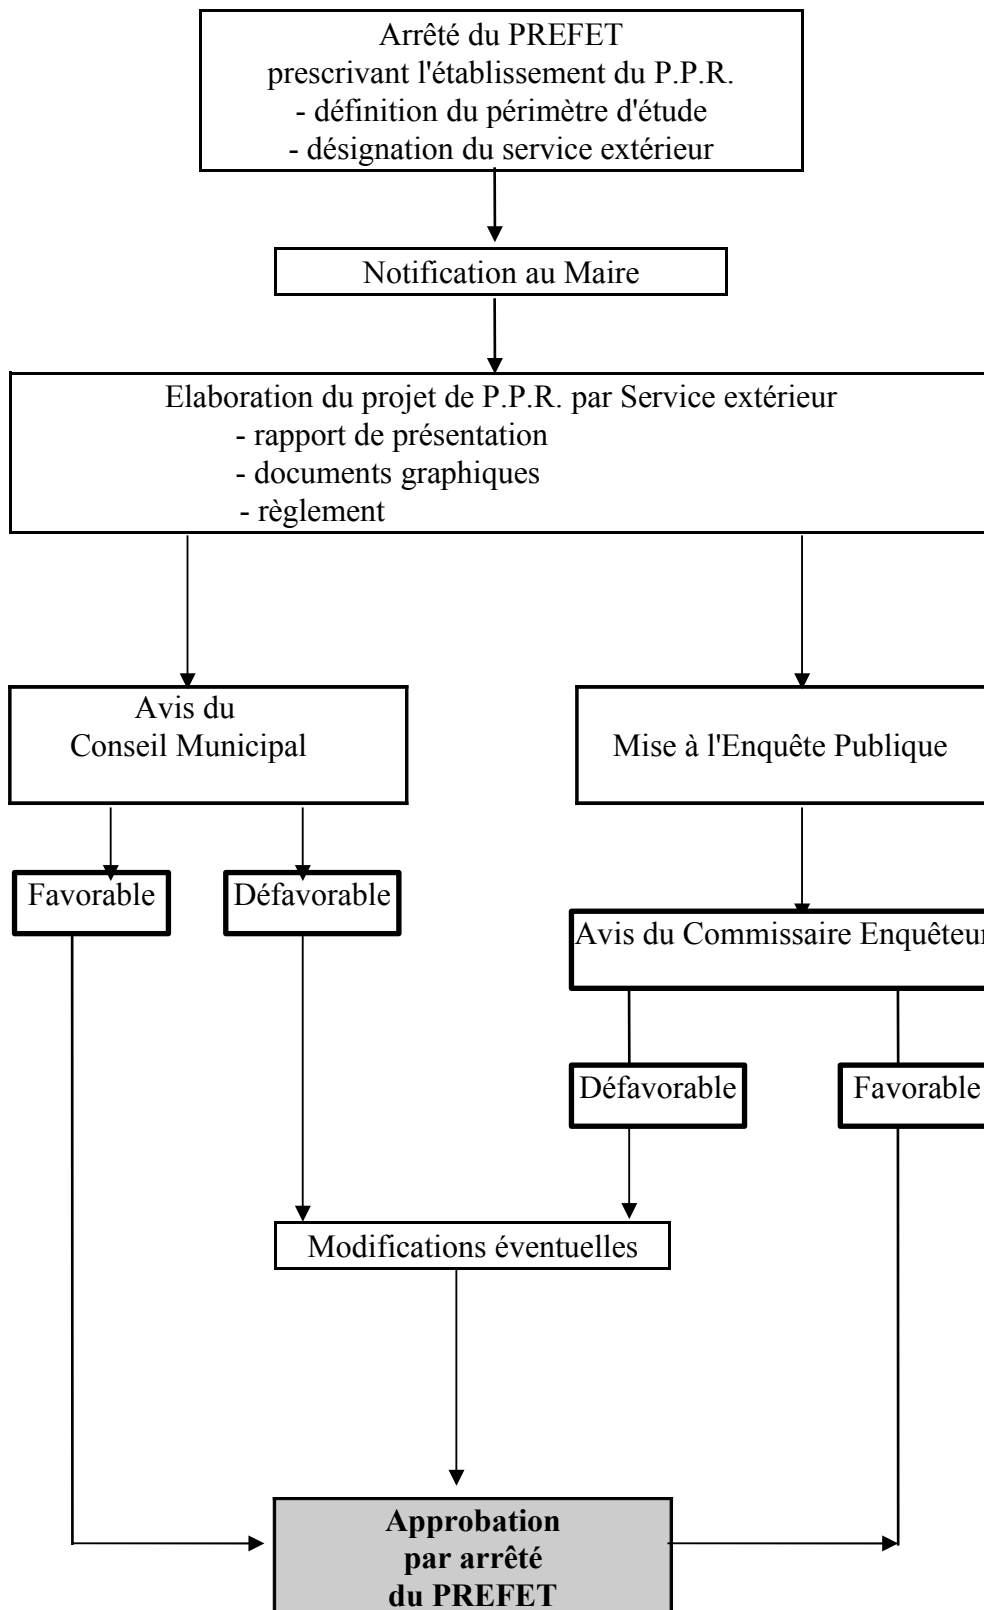 Arrêté du PREFET
prescrivant l'établissement du P.P.R.
- définition du périmètre d'étude
- désignation du service extérieur
Notification au Maire
Elaboration du projet de P.P.R. par Service extérieur
- rapport de présentation
- documents graphiques
- règlement
Avis du
Conseil Municipal
Mise à l'Enquête Publique
Favorable
Défavorable
Avis du Commissaire Enquêteur
Défavorable
Favorable
Modifications éventuelles
Approbation
par arrêté
du PREFET